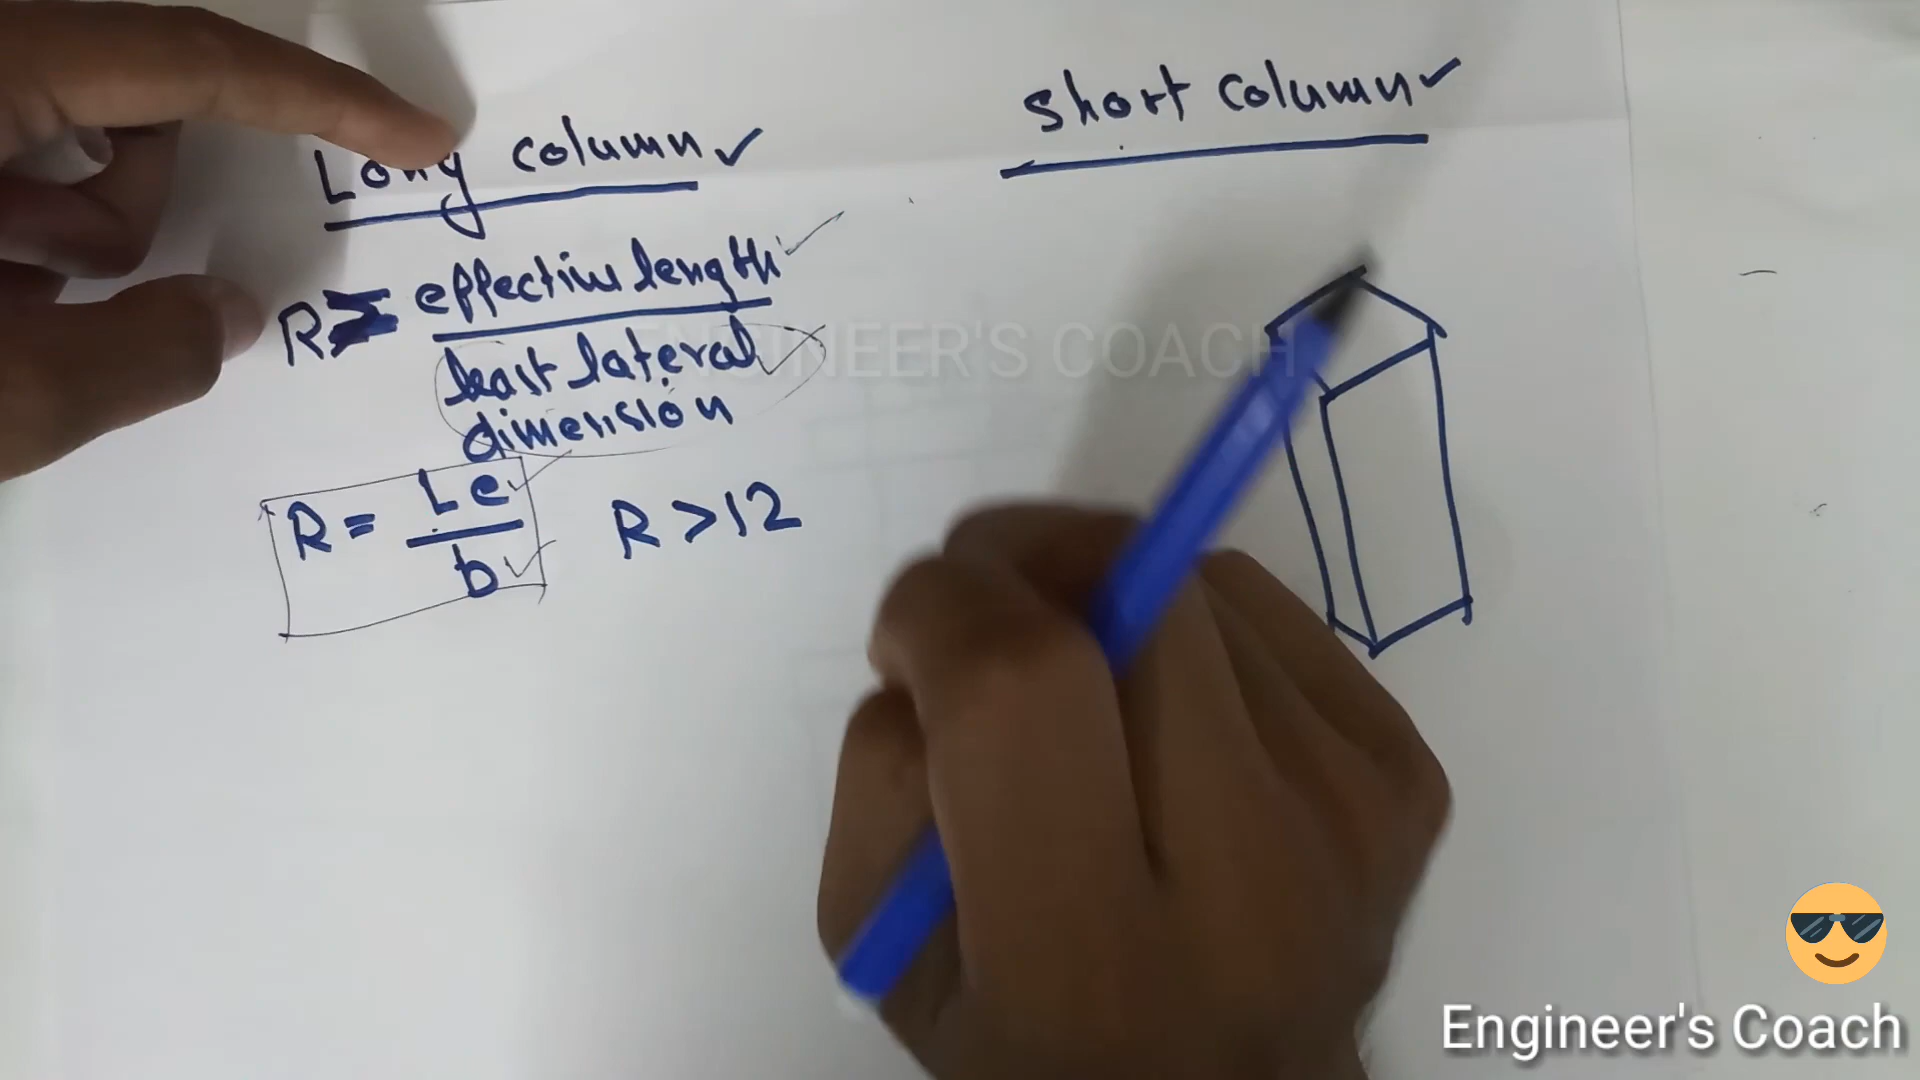 Long column
short column
R = effective length
least lateral
dimension
R = Le
b
R > 12
ENGINEER'S COACH
Engineer's Coach